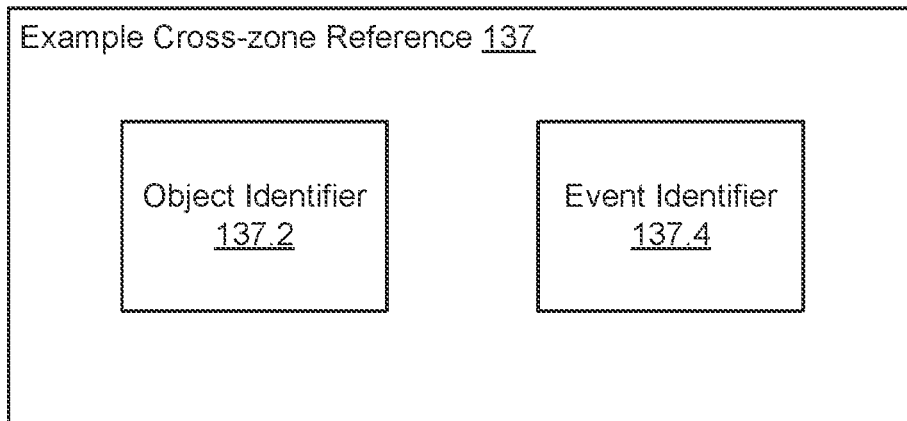 Example Cross-zone Reference 137
Object Identifier
137.2
Event Identifier
137.4